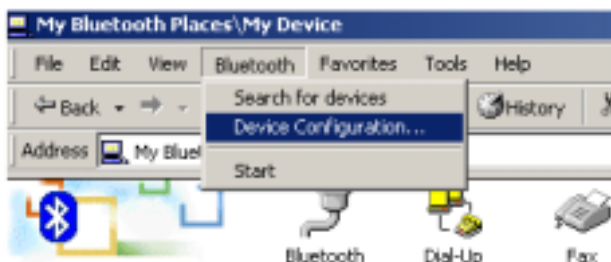 My Bluetooth Places\My Device
File Edit View Bluetooth Favorites Tools Help
Back History
Search for devices
Device Configuration...
Address My Blue
Start
Bluetooth Dial-Up Fax